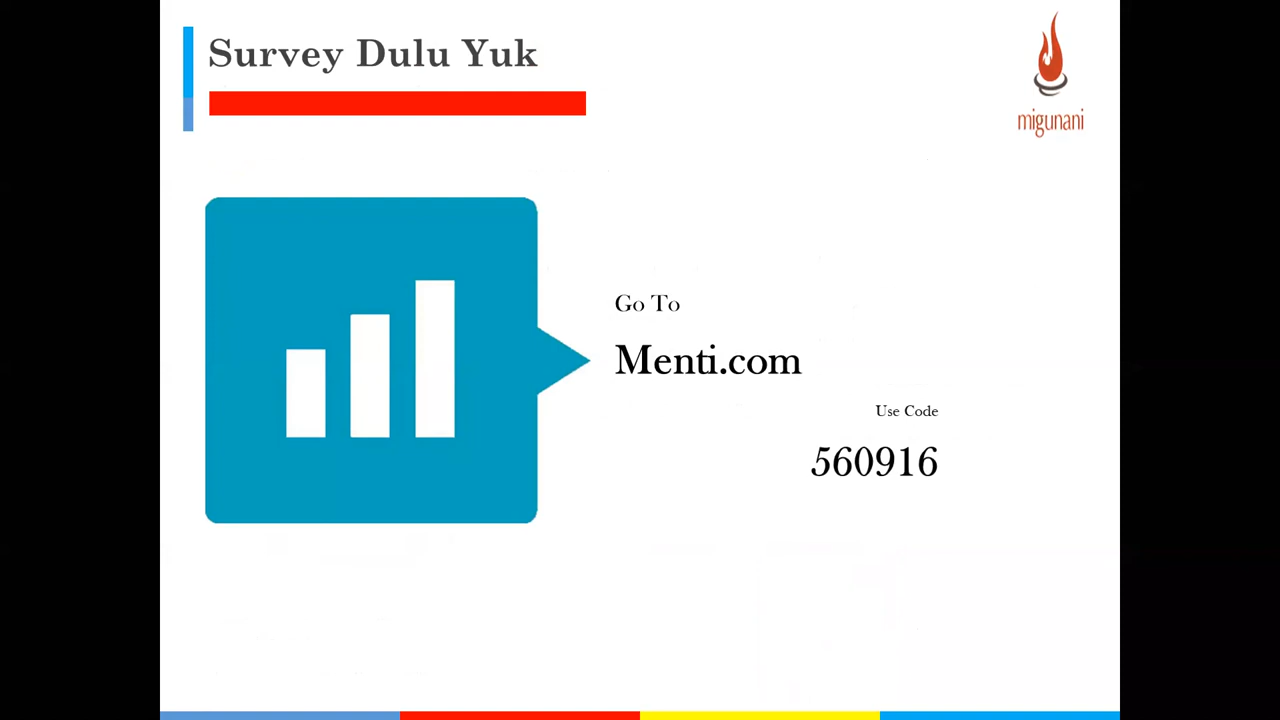 Survey Dulu Yuk
migunani
Go To
Menti.com
Use Code
560916